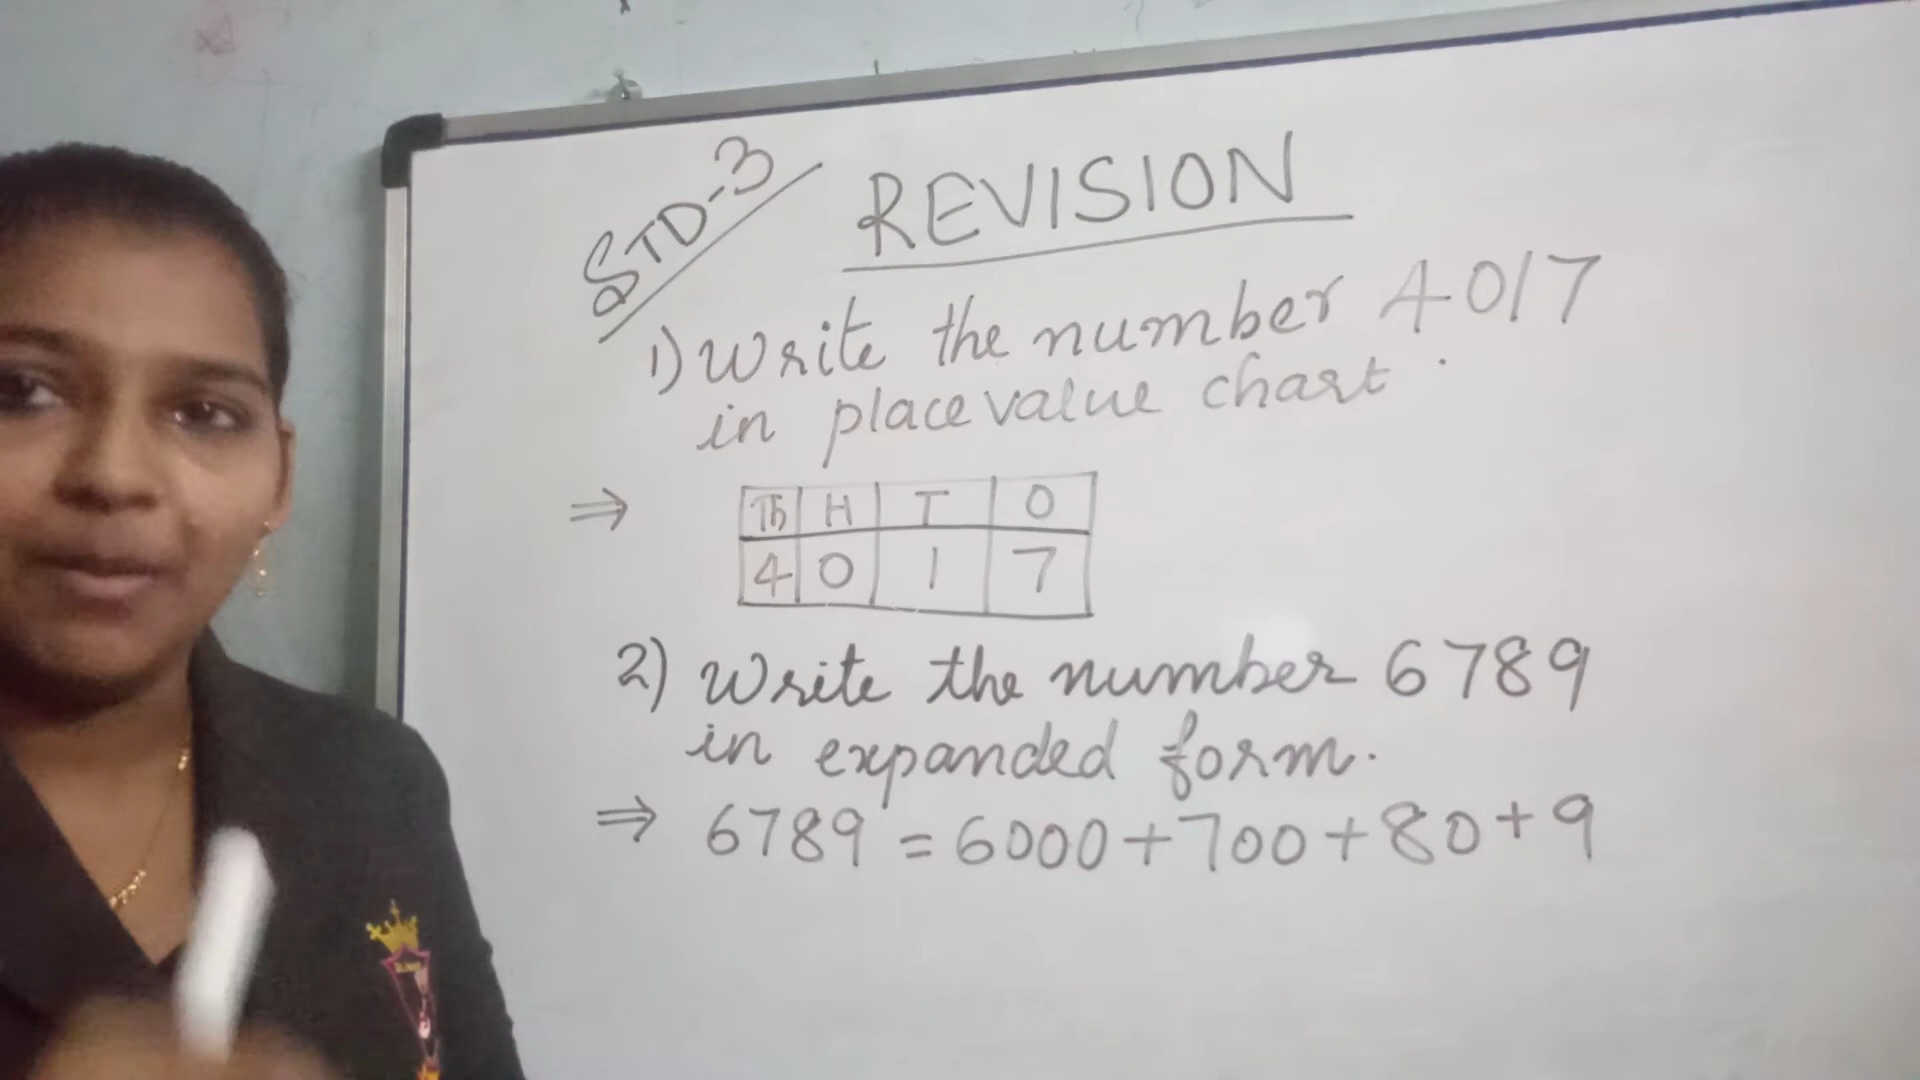 STD-3
REVISION
1) Write the number 4017
in place value chart.
⇒ Th H T O
4 0 1 7
2) Write the number 6789
in expanded form.
⇒ 6789 = 6000+700+80+9